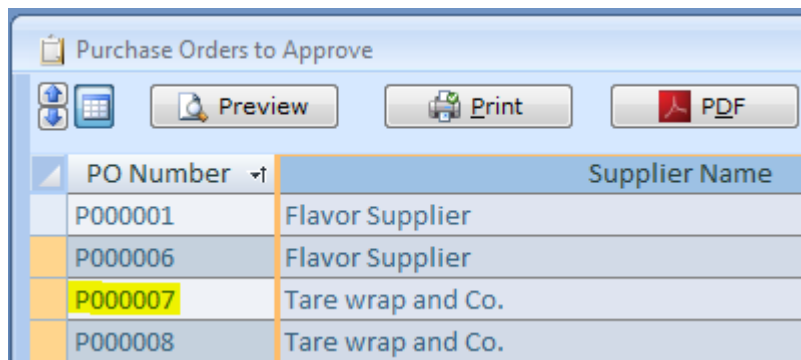 Purchase Orders to Approve
Preview Print PDF
PO Number Supplier Name
P000001 Flavor Supplier
P000006 Flavor Supplier
P000007 Tare wrap and Co.
P000008 Tare wrap and Co.